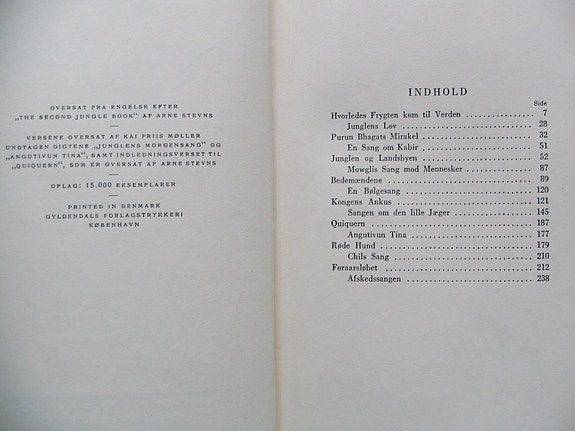 OVERSAT FRA ENGELSK EFTER
„THE SECOND JUNGLE BOOK" AF ARNE STEVNS
VERSENE OVERSAT AF KAI FRIIS MØLLER
UNDTAGEN DIGTENE „JUNGLENS MORGENSANG" OG
„ANGUTIVUN TINA", SAMT INDLEDNINGSVERSET TIL
„QUIQUERN", SOM ER OVERSAT AF ARNE STEVNS
OPLAG: 15.000 EKSEMPLARER
PRINTED IN DENMARK
GYLDENDALS FORLAGSTRYKKERI
KØBENHAVN
INDHOLD
Side
Hvorledes Frygten kom til Verden 7
Junglens Lov 28
Purun Bhagats Mirakel 32
En Sang om Kabir 51
Junglen og Landsbyen 52
Mowglis Sang mod Mennesker 87
Bedemændene 89
En Bølgesang 120
Kongens Ankus 121
Sangen om den lille Jæger 145
Quiquern 187
Angutivun Tina 177
Røde Hund 179
Chils Sang 210
Foraarsløbet 212
Afskedssangen 238